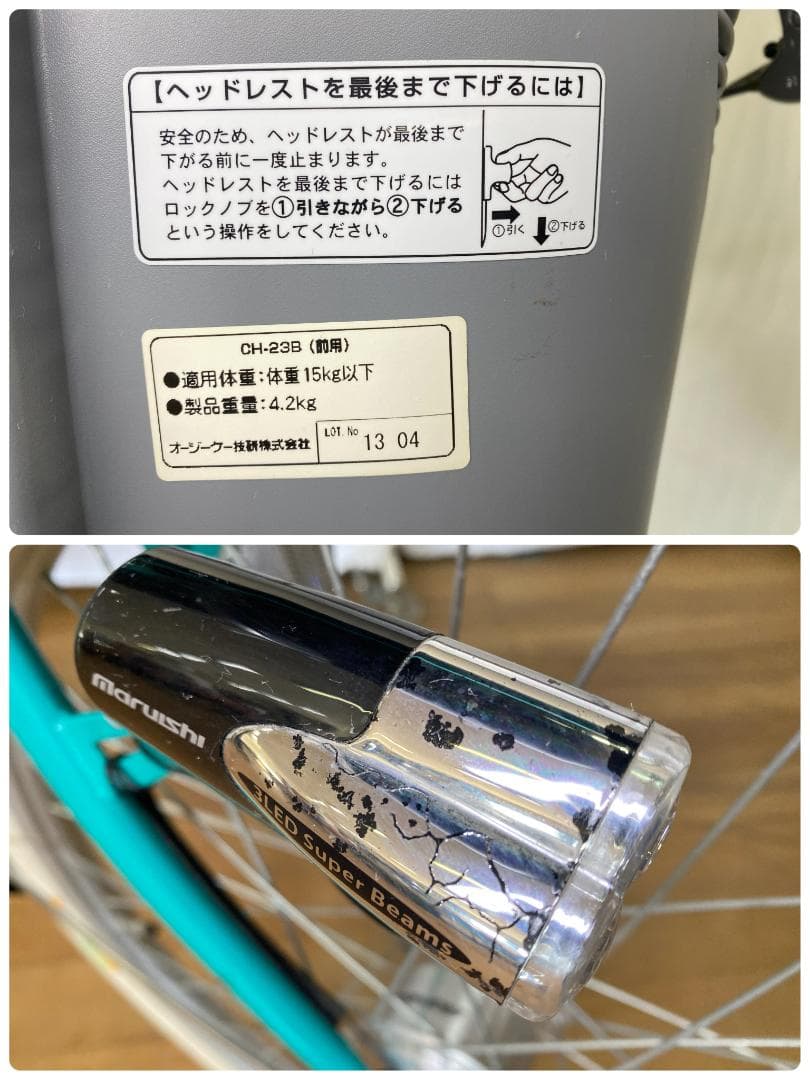 【ヘッドレストを最後まで下げるには】
安全のため、ヘッドレストが最後まで
下がる前に一度止まります。
ヘッドレストを最後まで下げるには
ロックノブを①引きながら②下げる
という操作をしてください。
①引く
②下げる
CH-23B (前用)
●適用体重:体重15kg以下
●製品重量:4.2kg
オージーケー技研株式会社
LOT. No
13 04
maruishi
3LED Super Beams